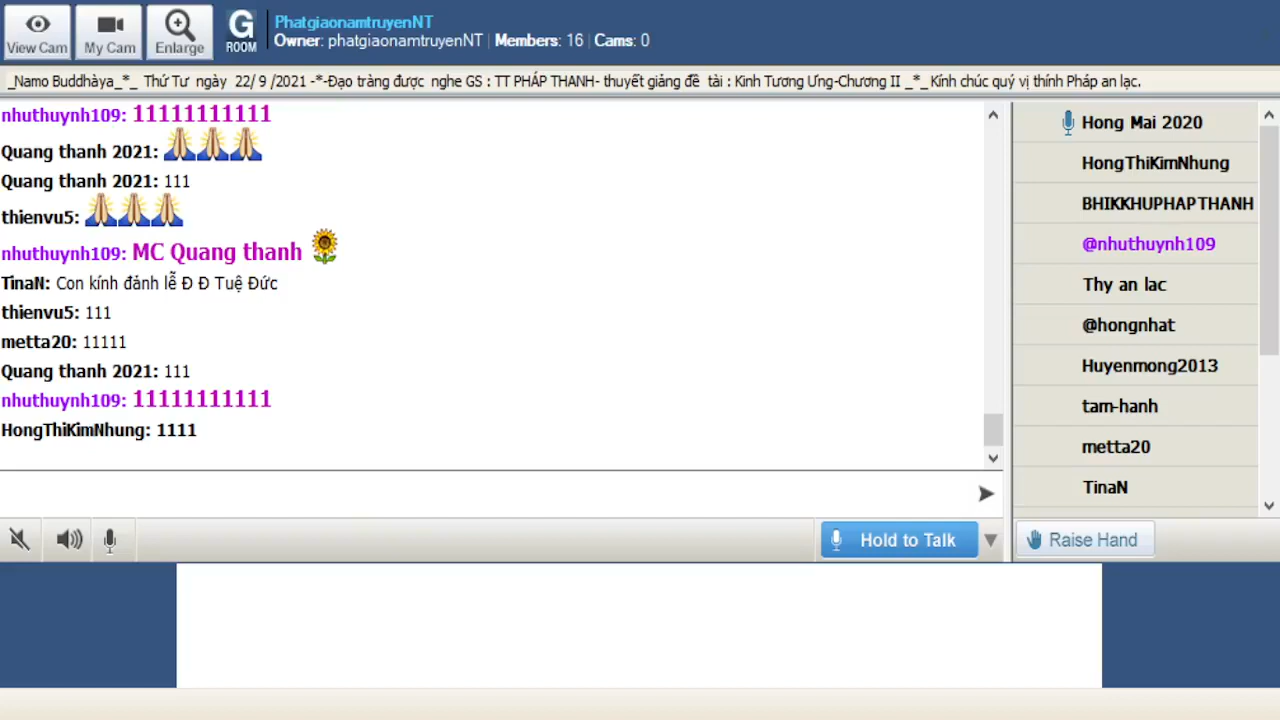 View Cam
My Cam
Enlarge
G
ROOM
PhatgiaonamtruyenNT
Owner: phatgiaonamtruyenNT | Members: 16 | Cams: 0
_Namo Buddhàya_*_ Thứ Tư ngày 22/ 9 /2021 -*-Đạo tràng được nghe GS : TT PHÁP THANH- thuyết giảng đề tài : Kinh Tương Ưng-Chương II _*_Kính chúc quý vị thính Pháp an lạc.
nhuthuynh109: 11111111111
Quang thanh 2021:
Quang thanh 2021: 111
thienvu5:
nhuthuynh109: MC Quang thanh
TinaN: Con kính đảnh lễ Đ Đ Tuệ Đức
thienvu5: 111
metta20: 11111
Quang thanh 2021: 111
nhuthuynh109: 11111111111
HongThiKimNhung: 1111
Hong Mai 2020
HongThiKimNhung
BHIKKHUPHAPTHANH
@nhuthuynh109
Thy an lac
@hongnhat
Huyenmong2013
tam-hanh
metta20
TinaN
Hold to Talk
Raise Hand